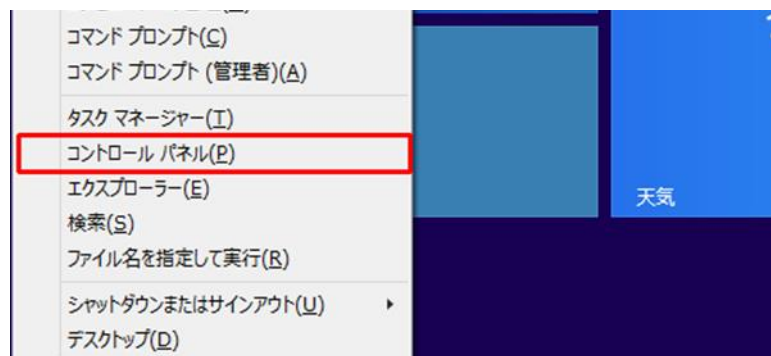 コマンド プロンプト(C)
コマンド プロンプト (管理者)(A)
タスク マネージャー(T)
コントロール パネル(P)
エクスプローラー(E)
検索(S)
ファイル名を指定して実行(R)
シャットダウンまたはサインアウト(U)
デスクトップ(D)
天気